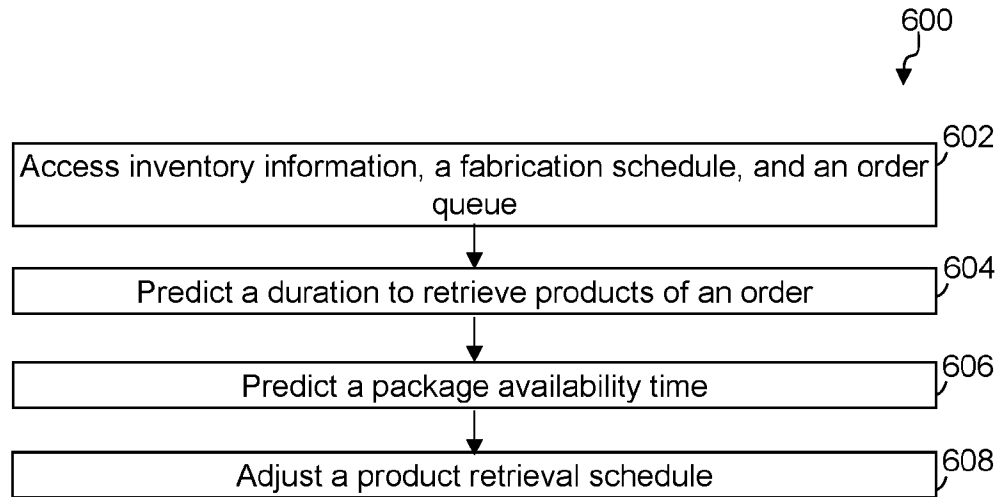 600
602
Access inventory information, a fabrication schedule, and an order
queue
604
Predict a duration to retrieve products of an order
606
Predict a package availability time
608
Adjust a product retrieval schedule